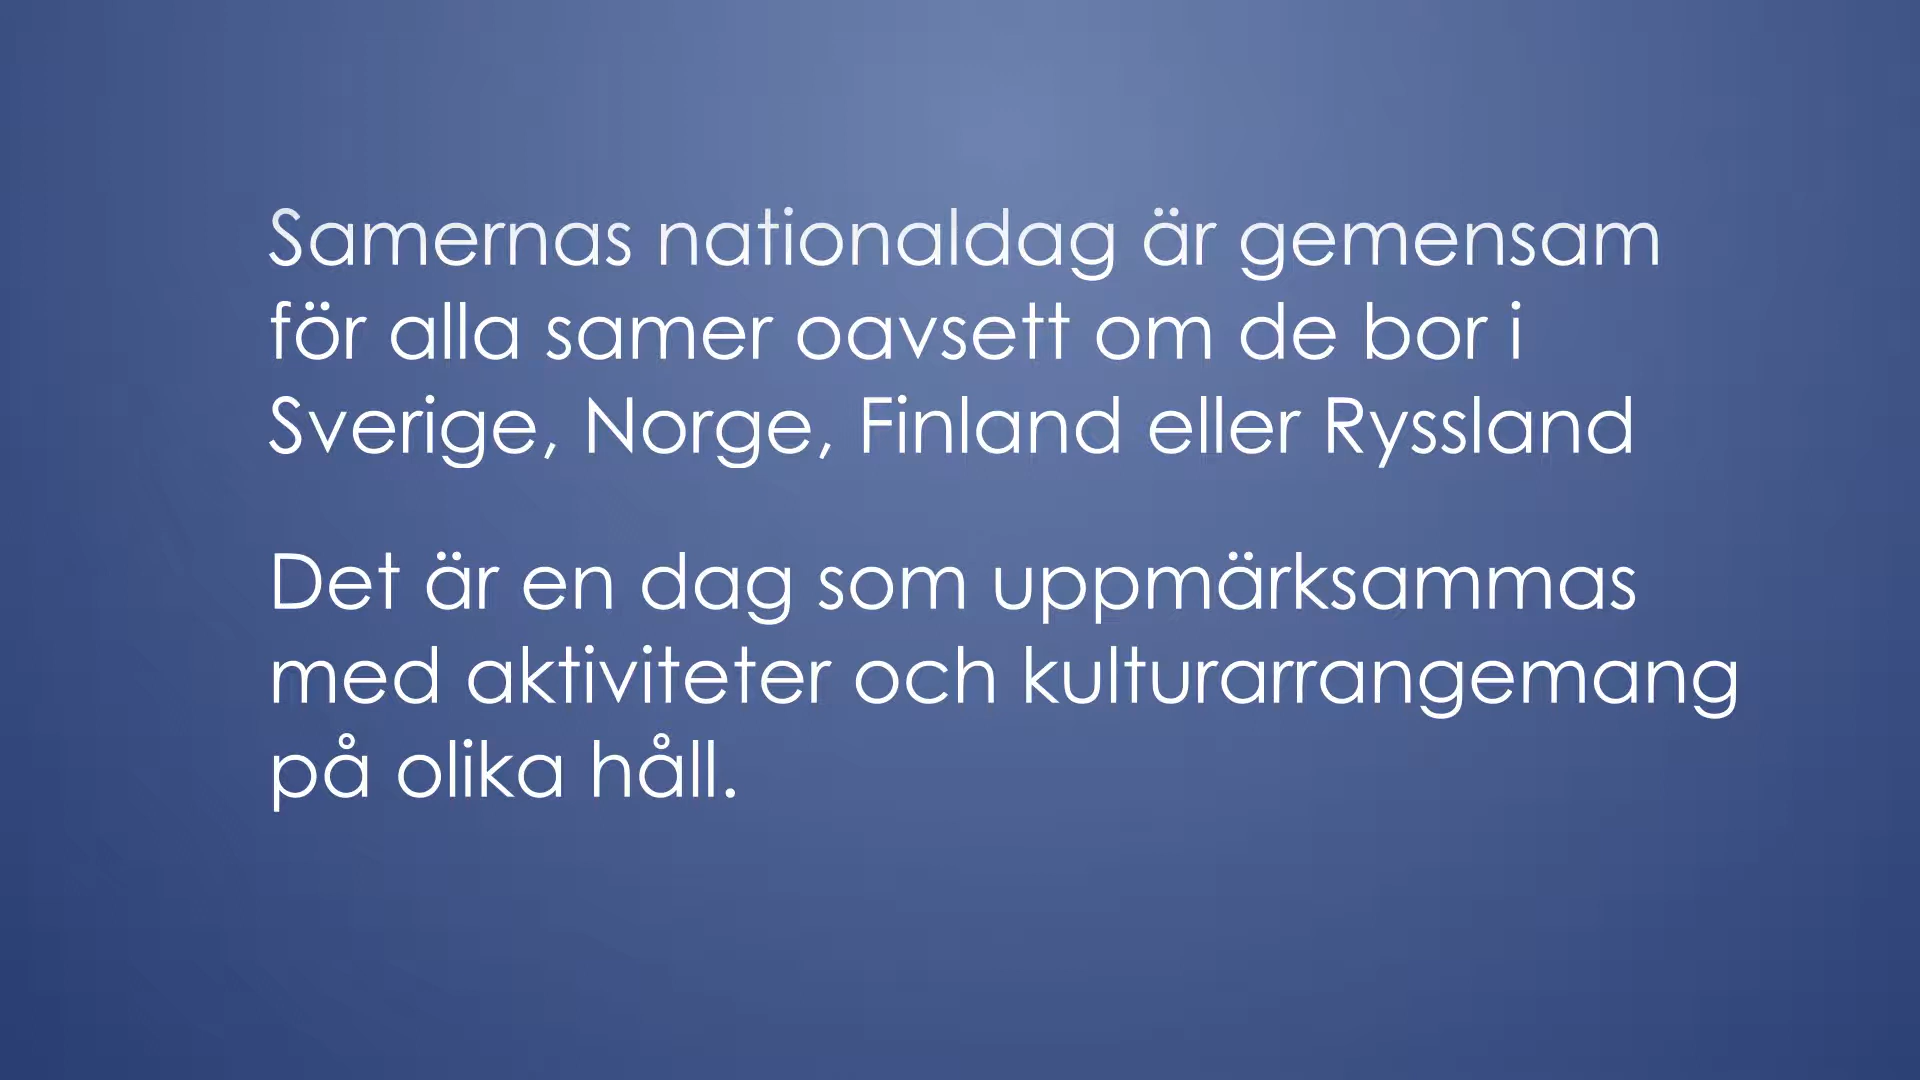 Samernas nationaldag är gemensam
för alla samer oavsett om de bor i
Sverige, Norge, Finland eller Ryssland
Det är en dag som uppmärksammas
med aktiviteter och kulturarrangemang
på olika håll.